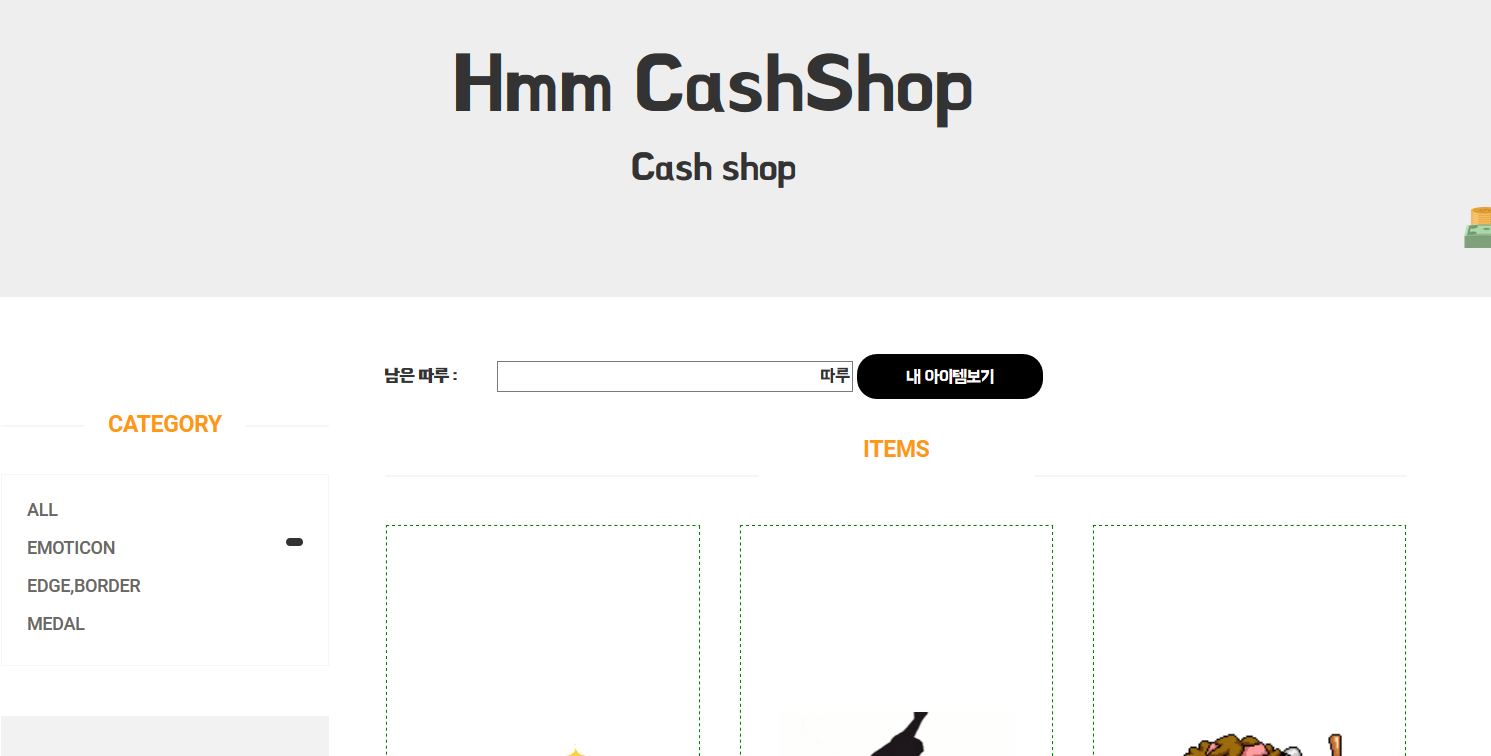 Hmm CashShop
Cash shop
남은 따루 : 따루 내 아이템보기
CATEGORY
ITEMS
ALL
EMOTICON
EDGE,BORDER
MEDAL